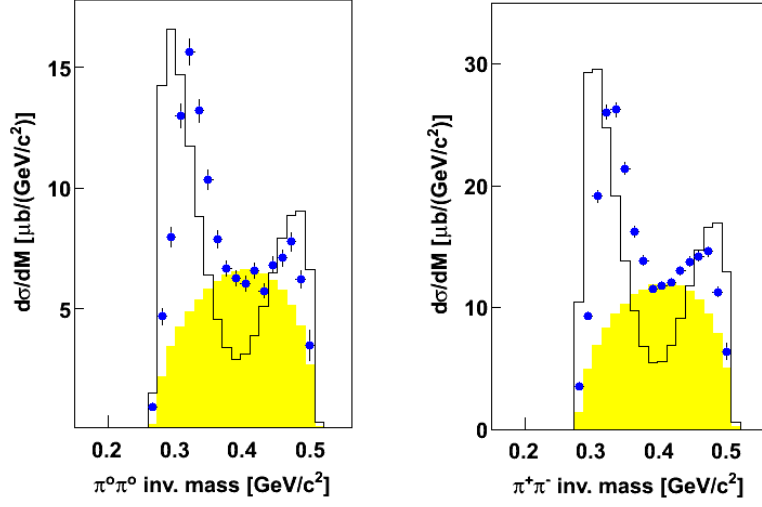 dσ/dM [μb/(GeV/c²)]
15
10
5
0.2 0.3 0.4 0.5
π⁰π⁰ inv. mass [GeV/c²]
dσ/dM [μb/(GeV/c²)]
30
20
10
0
0.2 0.3 0.4 0.5
π⁺π⁻ inv. mass [GeV/c²]